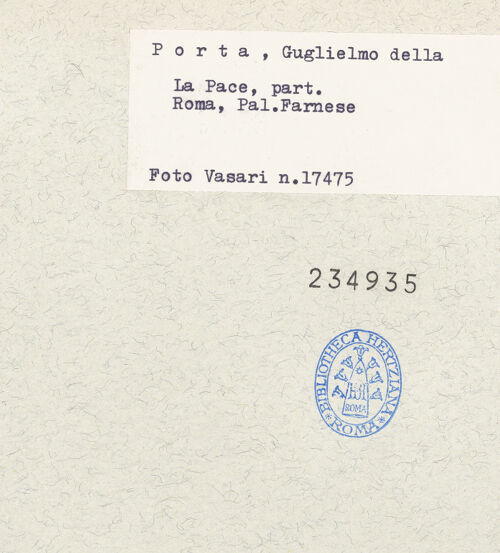 P o r t a , Guglielmo della
La Pace, part.
Roma, Pal.Farnese
Foto Vasari n.17475
234935
BIBLIOTHECA HERTZIANA
ROMA
* ROMA *